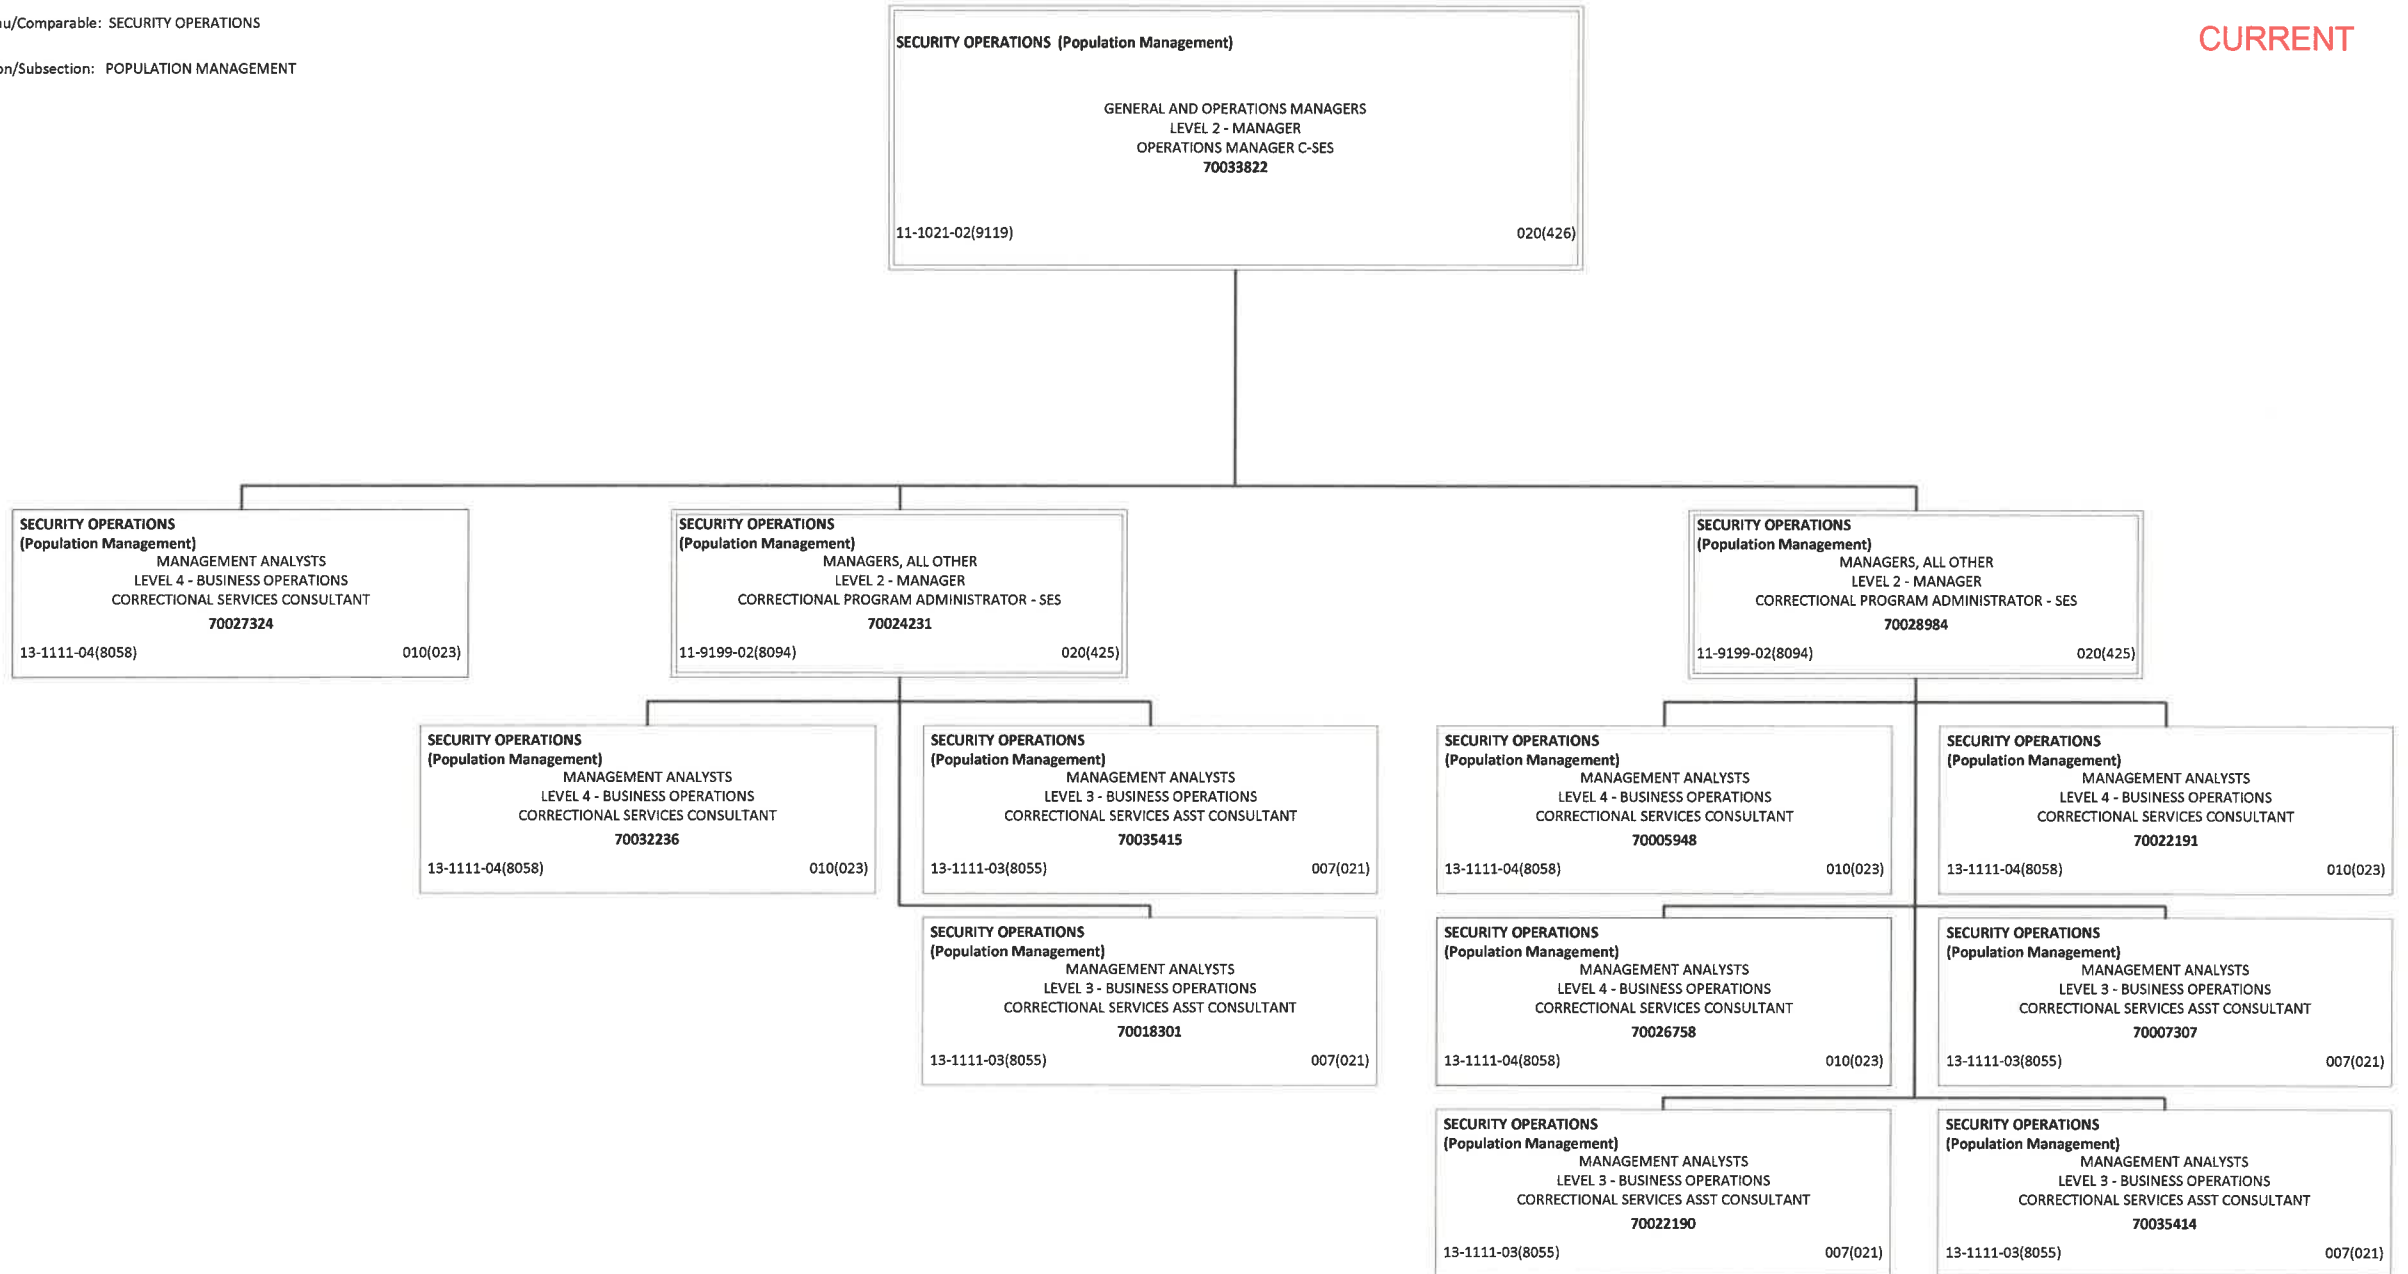 au/Comparable: SECURITY OPERATIONS
on/Subsection: POPULATION MANAGEMENT
CURRENT
SECURITY OPERATIONS (Population Management)
GENERAL AND OPERATIONS MANAGERS
LEVEL 2 - MANAGER
OPERATIONS MANAGER C-SES
70033822
11-1021-02(9119) 020(426)
SECURITY OPERATIONS
(Population Management)
MANAGEMENT ANALYSTS
LEVEL 4 - BUSINESS OPERATIONS
CORRECTIONAL SERVICES CONSULTANT
70027324
13-1111-04(8058) 010(023)
SECURITY OPERATIONS
(Population Management)
MANAGERS, ALL OTHER
LEVEL 2 - MANAGER
CORRECTIONAL PROGRAM ADMINISTRATOR - SES
70024231
11-9199-02(8094) 020(425)
SECURITY OPERATIONS
(Population Management)
MANAGERS, ALL OTHER
LEVEL 2 - MANAGER
CORRECTIONAL PROGRAM ADMINISTRATOR - SES
70028984
11-9199-02(8094) 020(425)
SECURITY OPERATIONS
(Population Management)
MANAGEMENT ANALYSTS
LEVEL 4 - BUSINESS OPERATIONS
CORRECTIONAL SERVICES CONSULTANT
70032236
13-1111-04(8058) 010(023)
SECURITY OPERATIONS
(Population Management)
MANAGEMENT ANALYSTS
LEVEL 3 - BUSINESS OPERATIONS
CORRECTIONAL SERVICES ASST CONSULTANT
70035415
13-1111-03(8055) 007(021)
SECURITY OPERATIONS
(Population Management)
MANAGEMENT ANALYSTS
LEVEL 4 - BUSINESS OPERATIONS
CORRECTIONAL SERVICES CONSULTANT
70005948
13-1111-04(8058) 010(023)
SECURITY OPERATIONS
(Population Management)
MANAGEMENT ANALYSTS
LEVEL 4 - BUSINESS OPERATIONS
CORRECTIONAL SERVICES CONSULTANT
70022191
13-1111-04(8058) 010(023)
SECURITY OPERATIONS
(Population Management)
MANAGEMENT ANALYSTS
LEVEL 3 - BUSINESS OPERATIONS
CORRECTIONAL SERVICES ASST CONSULTANT
70018301
13-1111-03(8055) 007(021)
SECURITY OPERATIONS
(Population Management)
MANAGEMENT ANALYSTS
LEVEL 4 - BUSINESS OPERATIONS
CORRECTIONAL SERVICES CONSULTANT
70026758
13-1111-04(8058) 010(023)
SECURITY OPERATIONS
(Population Management)
MANAGEMENT ANALYSTS
LEVEL 3 - BUSINESS OPERATIONS
CORRECTIONAL SERVICES ASST CONSULTANT
70007307
13-1111-03(8055) 007(021)
SECURITY OPERATIONS
(Population Management)
MANAGEMENT ANALYSTS
LEVEL 3 - BUSINESS OPERATIONS
CORRECTIONAL SERVICES ASST CONSULTANT
70022190
13-1111-03(8055) 007(021)
SECURITY OPERATIONS
(Population Management)
MANAGEMENT ANALYSTS
LEVEL 3 - BUSINESS OPERATIONS
CORRECTIONAL SERVICES ASST CONSULTANT
70035414
13-1111-03(8055) 007(021)